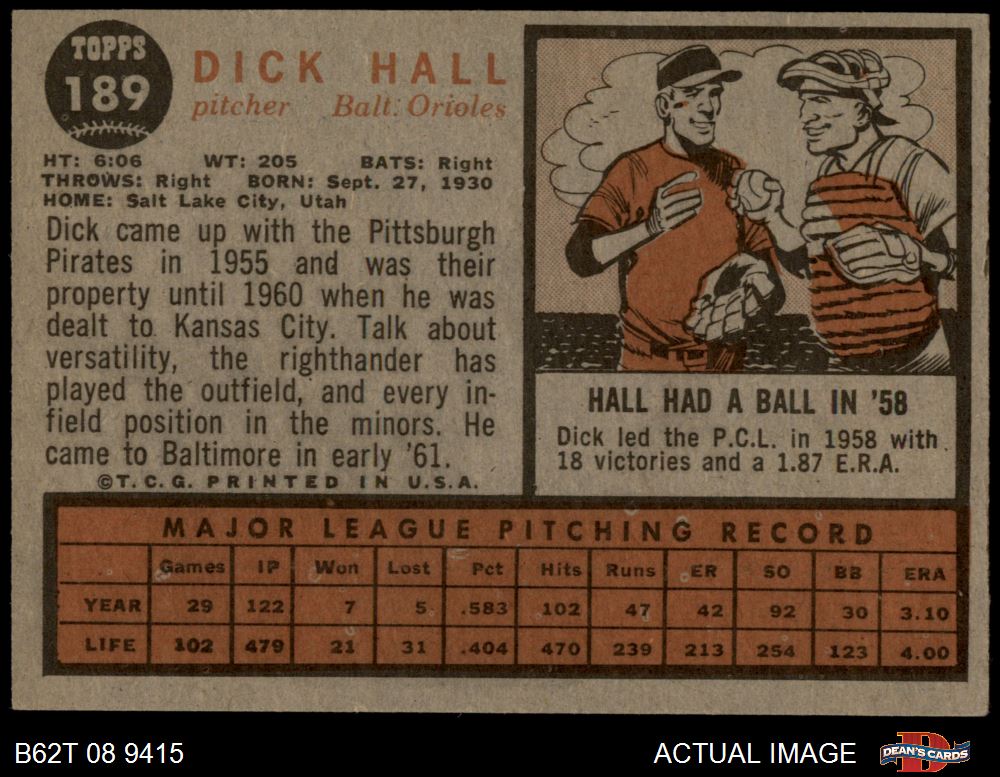 TOPPS
189
DICK HALL
pitcher Balt. Orioles
HT: 6:06 WT: 205 BATS: Right
THROWS: Right BORN: Sept. 27, 1930
HOME: Salt Lake City, Utah
Dick came up with the Pittsburgh
Pirates in 1955 and was their
property until 1960 when he was
dealt to Kansas City. Talk about
versatility, the righthander has
played the outfield, and every in-
field position in the minors. He
came to Baltimore in early '61.
©T.C.G. PRINTED IN U.S.A.
HALL HAD A BALL IN '58
Dick led the P.C.L. in 1958 with
18 victories and a 1.87 E.R.A.
MAJOR LEAGUE PITCHING RECORD
Games IP Won Lost Pct Hits Runs ER SO BB ERA
YEAR 29 122 7 5 .583 102 47 42 92 30 3.10
LIFE 102 479 21 31 .404 470 239 213 254 123 4.00
B62T 08 9415
ACTUAL IMAGE
D
DEAN'S CARDS